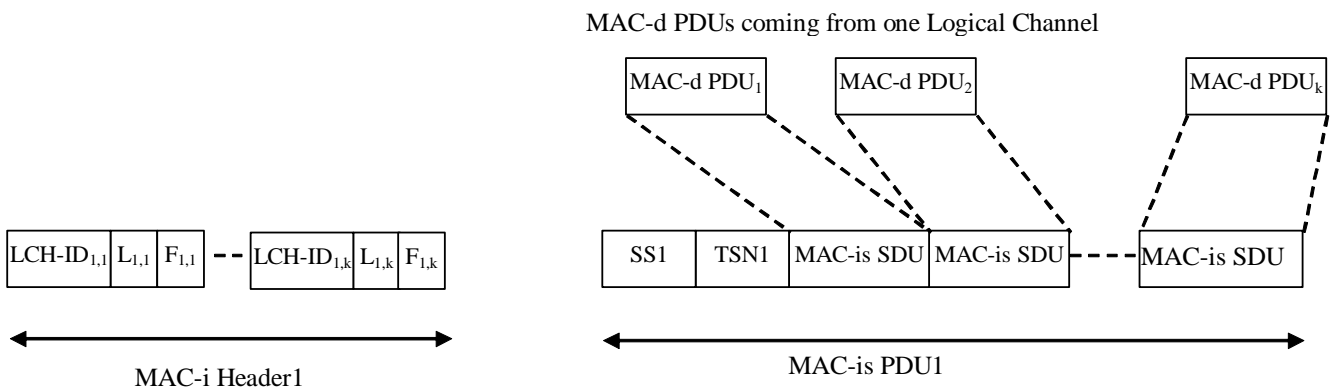 MAC-d PDUs coming from one Logical Channel
MAC-d PDU₁ MAC-d PDU₂ MAC-d PDUₖ
LCH-ID₁,₁ L₁,₁ F₁,₁ LCH-ID₁,ₖ L₁,ₖ F₁,ₖ SS1 TSN1 MAC-is SDU MAC-is SDU MAC-is SDU
MAC-i Header1 MAC-is PDU1